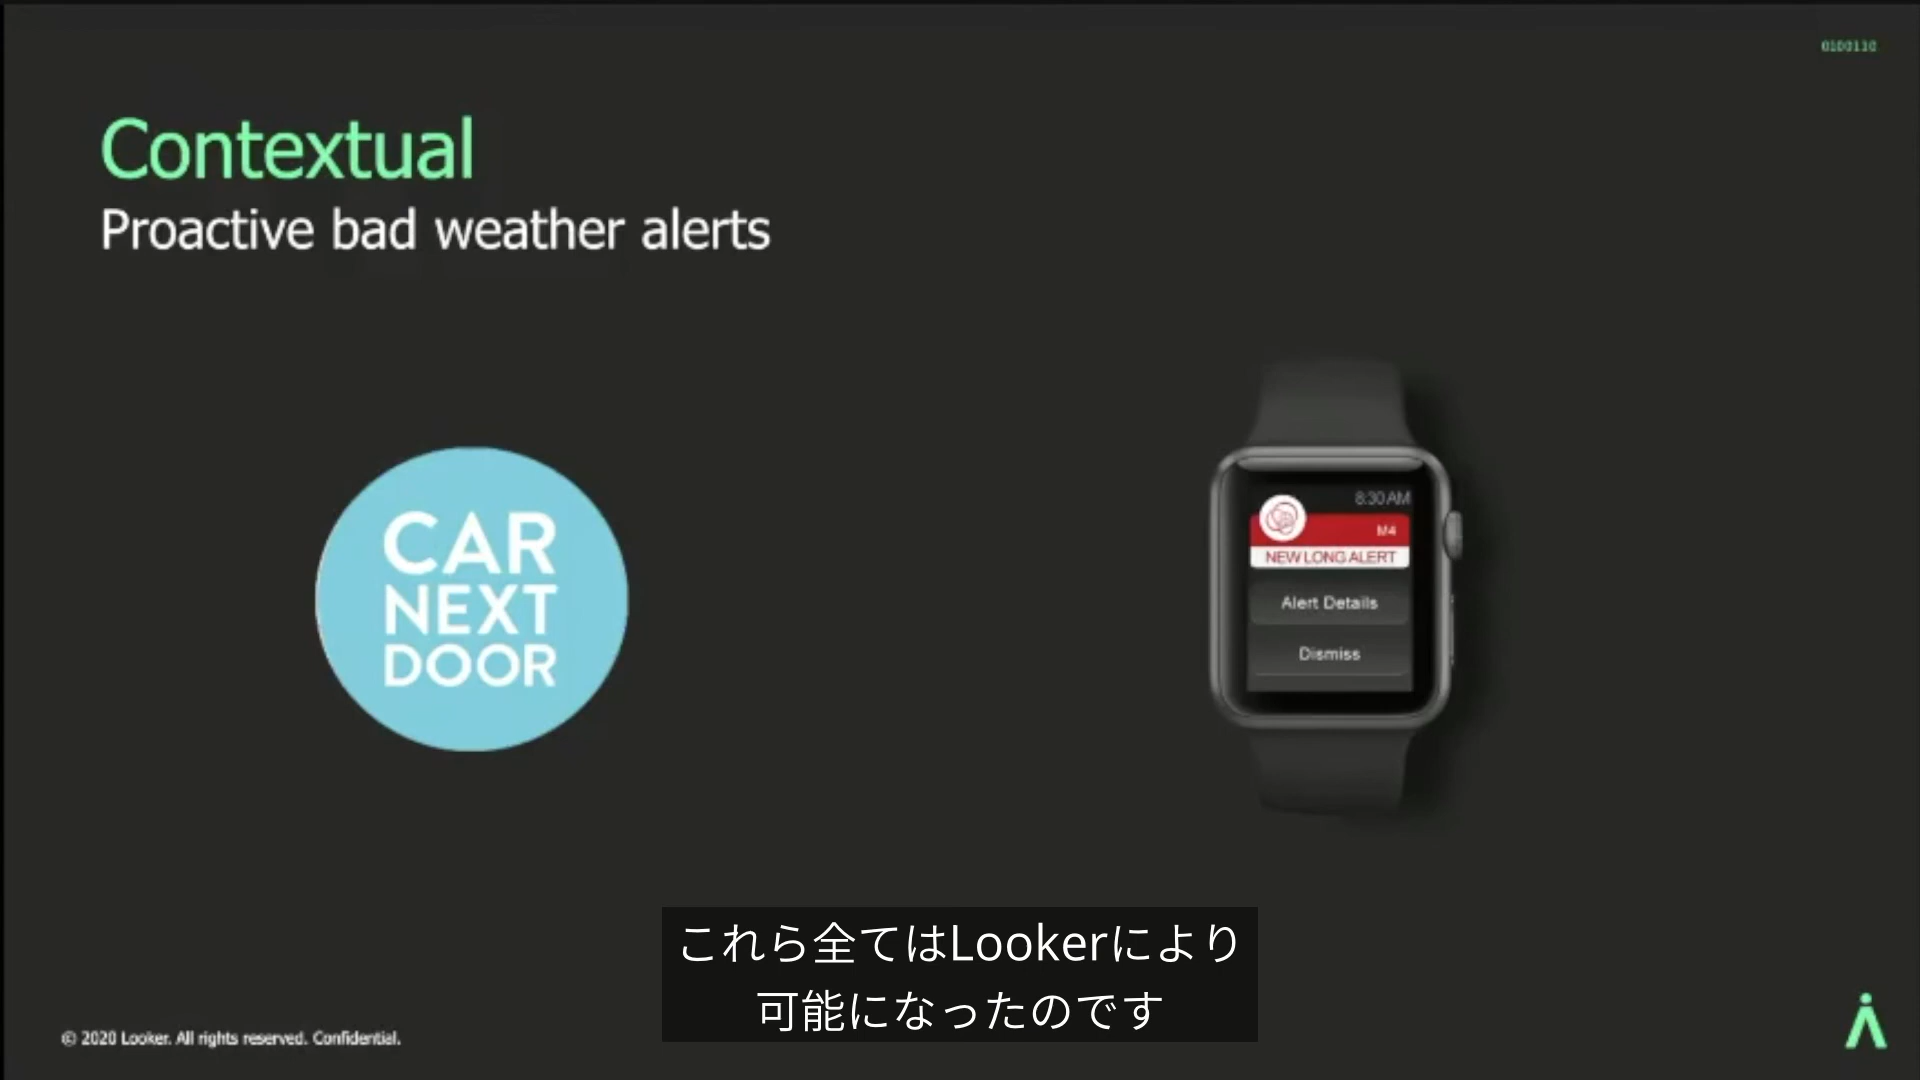 0100110
Contextual
Proactive bad weather alerts
CAR
NEXT
DOOR
8:30 AM
M4
NEW LONG ALERT
Alert Details
Dismiss
これら全てはLookerにより
可能になったのです
© 2020 Looker. All rights reserved. Confidential.